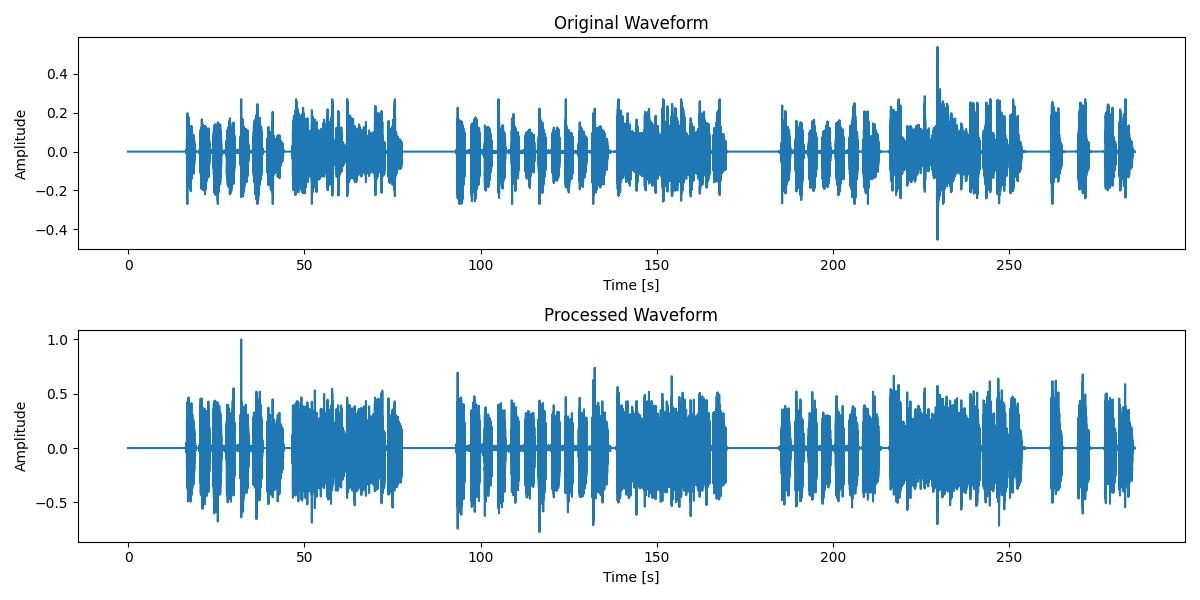 Original Waveform
0.4
0.2
0.0
−0.2
−0.4
Amplitude
0 50 100 150 200 250
Time [s]
Processed Waveform
1.0
0.5
0.0
−0.5
Amplitude
0 50 100 150 200 250
Time [s]